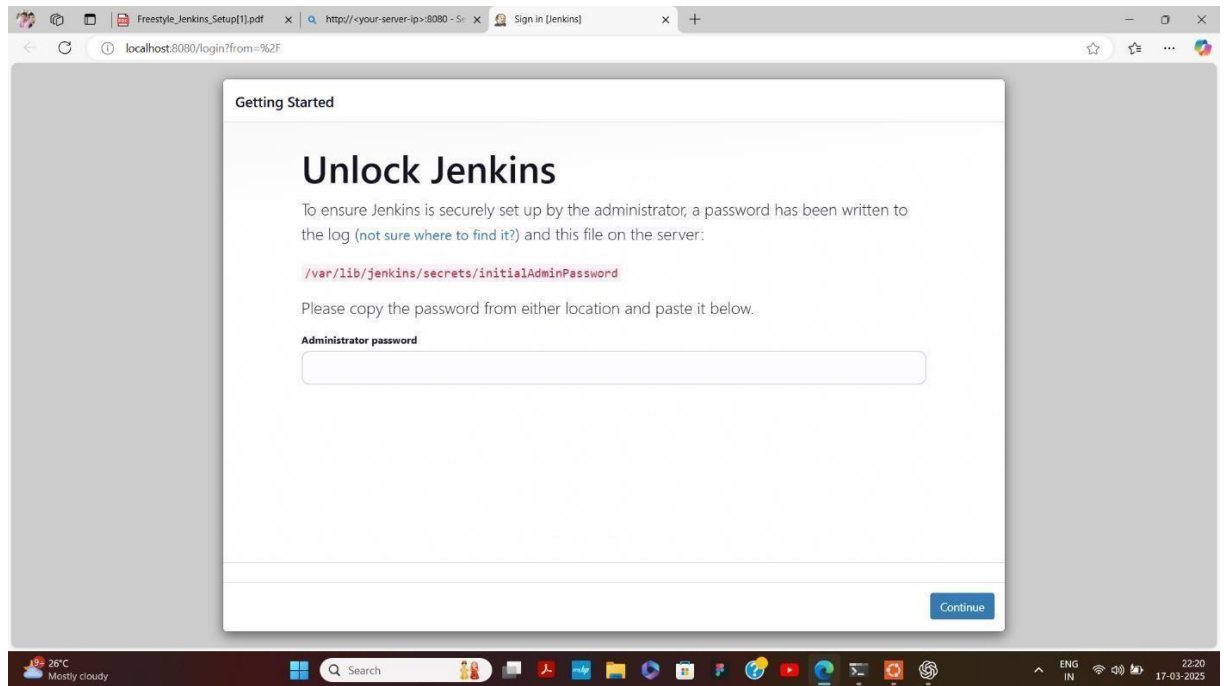 Freestyle_Jenkins_Setup[1].pdf
http://<your-server-ip>:8080 - Se
Sign in [Jenkins]
localhost:8080/login?from=%2F
Getting Started
Unlock Jenkins
To ensure Jenkins is securely set up by the administrator, a password has been written to
the log (not sure where to find it?) and this file on the server:
/var/lib/jenkins/secrets/initialAdminPassword
Please copy the password from either location and paste it below.
Administrator password
Continue
26°C
Mostly cloudy
Search
ENG
IN
22:20
17-03-2025